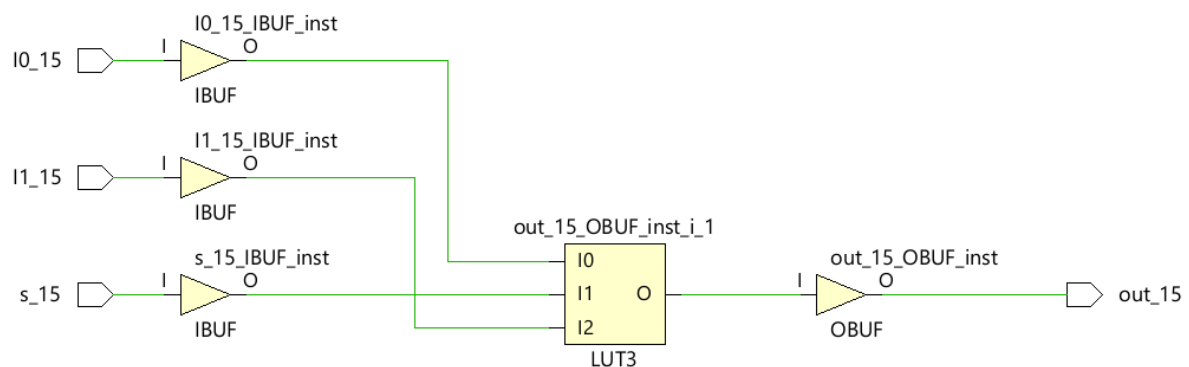 I0_15_IBUF_inst
I0_15
I
O
IBUF
I1_15_IBUF_inst
I1_15
I
O
IBUF
out_15_OBUF_inst_i_1
s_15_IBUF_inst
s_15
I
O
IBUF
I0
I1
O
I2
LUT3
out_15_OBUF_inst
I
O
OBUF
out_15